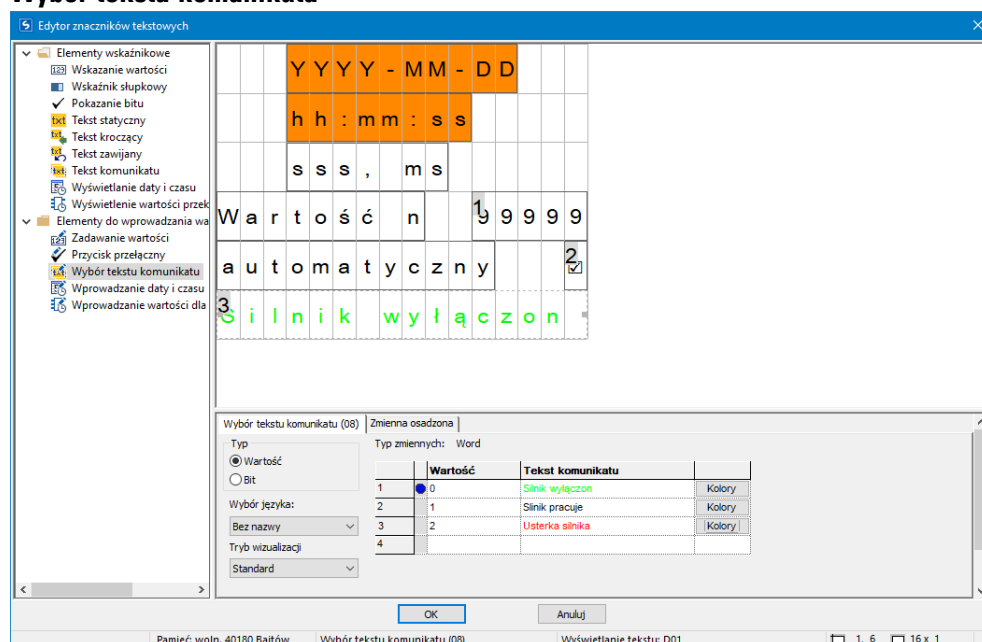 Wybór tekstu komunikatu
Edytor znaczników tekstowych
Elementy wskaźnikowe
Wskazanie wartości
Wskaźnik słupkowy
Pokazanie bitu
Tekst statyczny
Tekst kroczący
Tekst zawijany
Tekst komunikatu
Wyświetlanie daty i czasu
Wyświetlenie wartości przek
Elementy do wprowadzania wa
Zadawanie wartości
Przycisk przełączny
Wybór tekstu komunikatu
Wprowadzanie daty i czasu
Wprowadzanie wartości dla
YYYY-MM-DD
hh:mm:ss
sss, ms
Wartość n 1 99999
automatyczny 2
3 Silnik wyłączon
Wybór tekstu komunikatu (08) Zmienna osadzona
Typ
Wartość
Bit
Wybór języka:
Bez nazwy
Tryb wizualizacji
Standard
Typ zmiennych: Word
Wartość Tekst komunikatu
1 0 Silnik wyłączon Kolory
2 1 Slinik pracuje Kolory
3 2 Usterka silnika Kolory
4
OK Anuluj
Pamięć woln. 40180 Bajtów Wybór tekstu komunikatu (08) Wyświetlanie tekstu: D01 1, 6 16 x 1